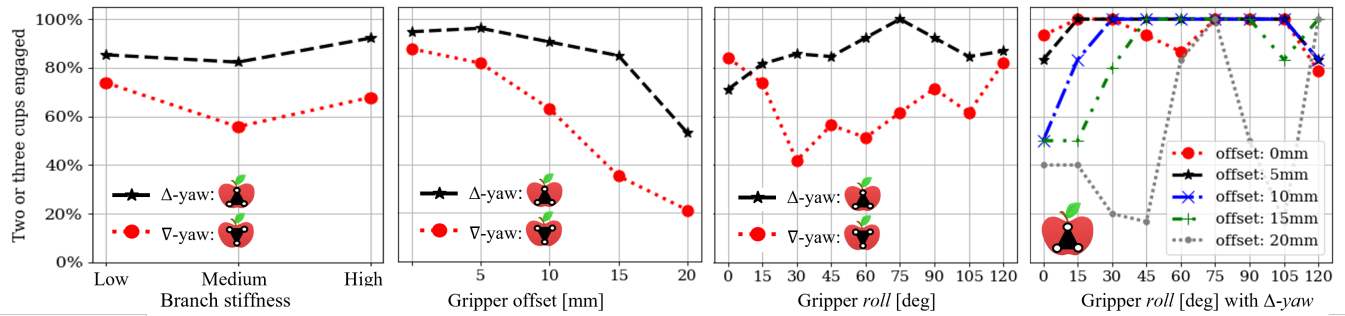 Two or three cups engaged
100%
80%
60%
40%
20%
0%
Δ-yaw:
∇-yaw:
Low Medium High
Branch stiffness
Δ-yaw:
∇-yaw:
5 10 15 20
Gripper offset [mm]
Δ-yaw:
∇-yaw:
0 15 30 45 60 75 90 105 120
Gripper roll [deg]
offset: 0mm
offset: 5mm
offset: 10mm
offset: 15mm
offset: 20mm
0 15 30 45 60 75 90 105 120
Gripper roll [deg] with Δ-yaw